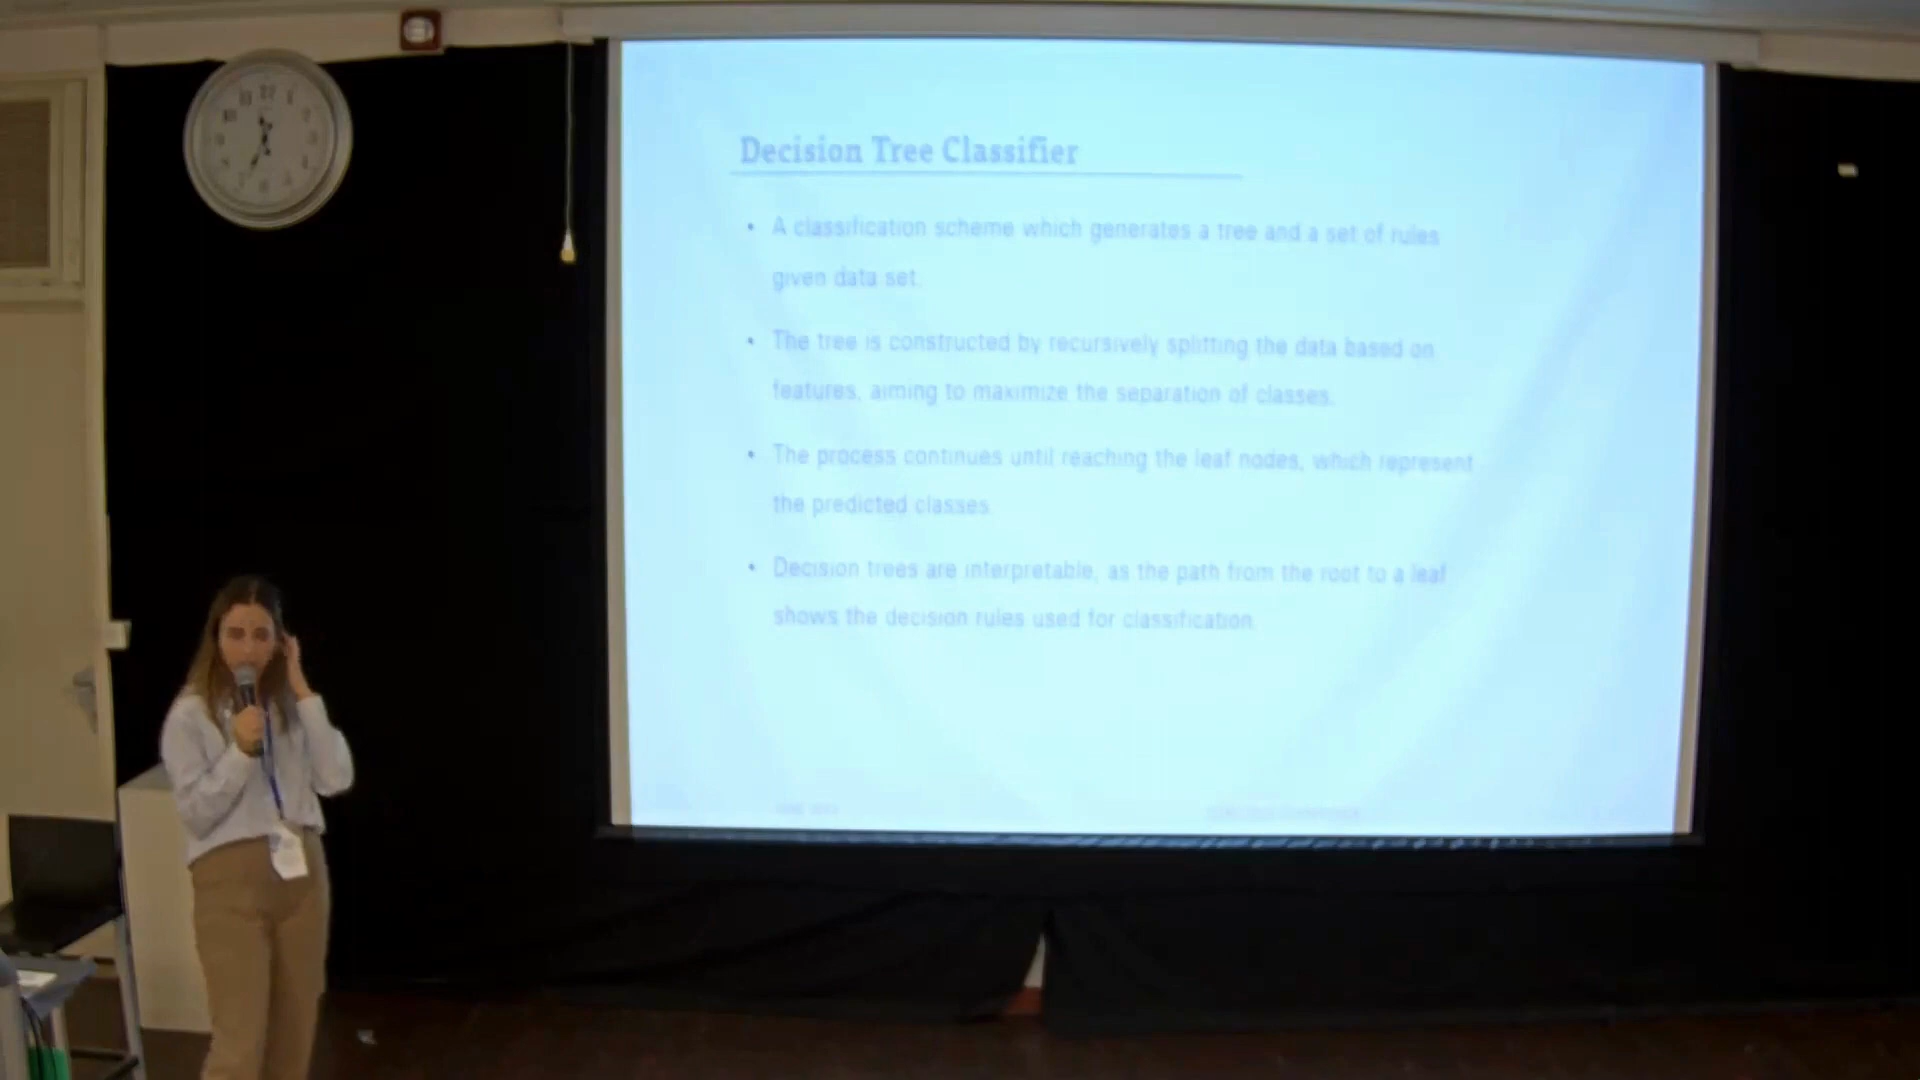 Decision Tree Classifier
• A classification scheme which generates a tree and a set of rules
given data set.
• The tree is constructed by recursively splitting the data based on
features, aiming to maximize the separation of classes.
• The process continues until reaching the leaf nodes, which represent
the predicted classes.
• Decision trees are interpretable, as the path from the root to a leaf
shows the decision rules used for classification.